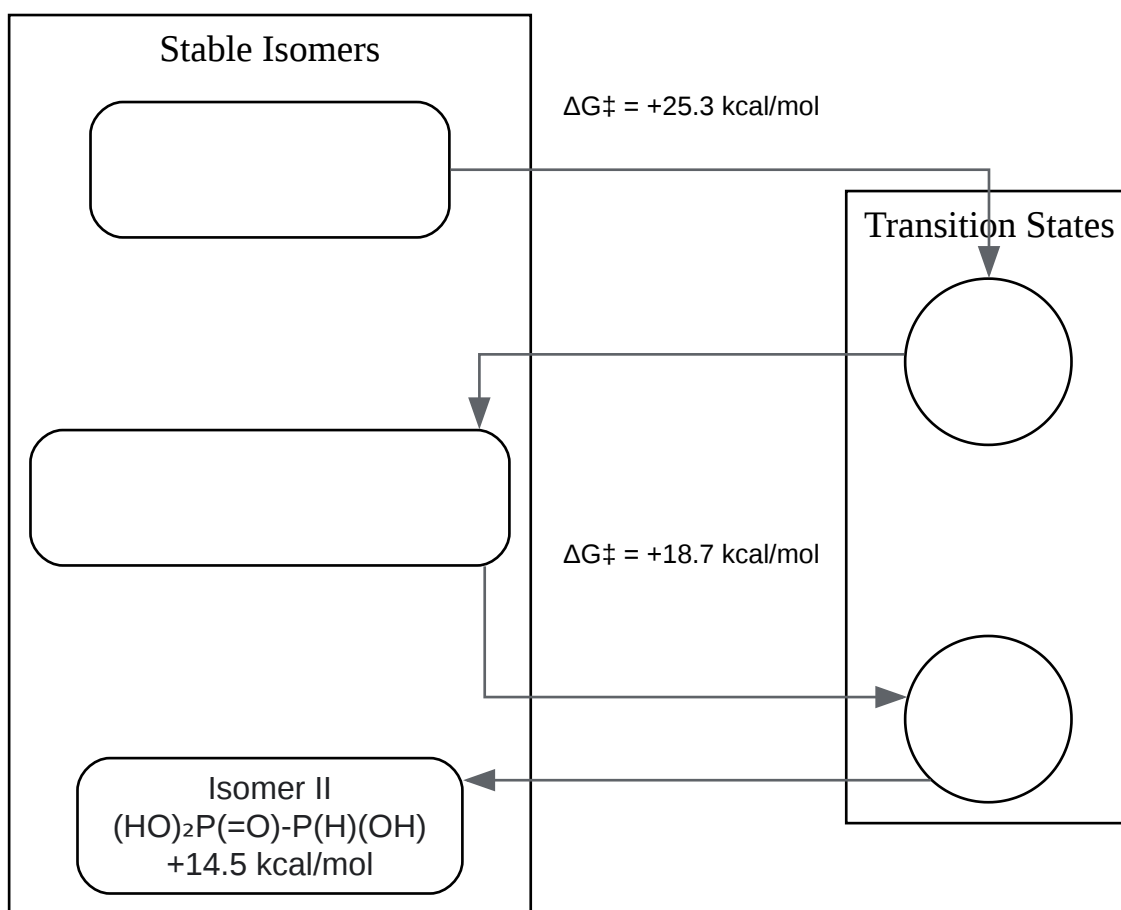 Stable Isomers
ΔG‡ = +25.3 kcal/mol
Transition States
ΔG‡ = +18.7 kcal/mol
Isomer II
(HO)₂P(=O)-P(H)(OH)
+14.5 kcal/mol